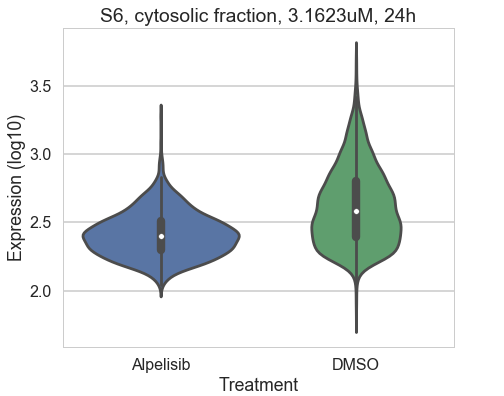 S6, cytosolic fraction, 3.1623uM, 24h
Expression (log10)
3.5
3.0
2.5
2.0
Alpelisib DMSO
Treatment